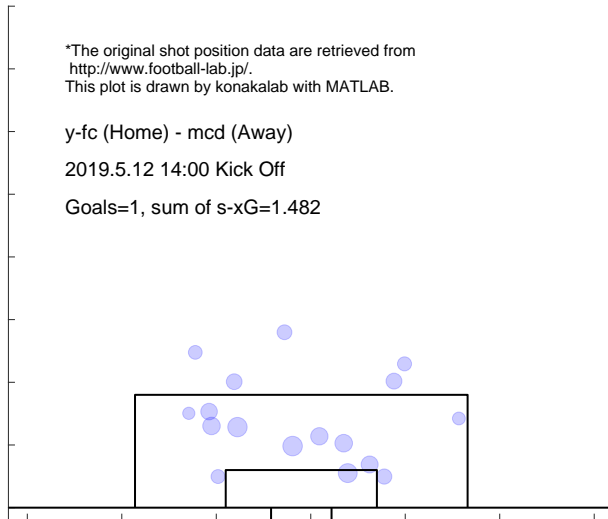 *The original shot position data are retrieved from
http://www.football-lab.jp/.
This plot is drawn by konakalab with MATLAB.
y-fc (Home) - mcd (Away)
2019.5.12 14:00 Kick Off
Goals=1, sum of s-xG=1.482